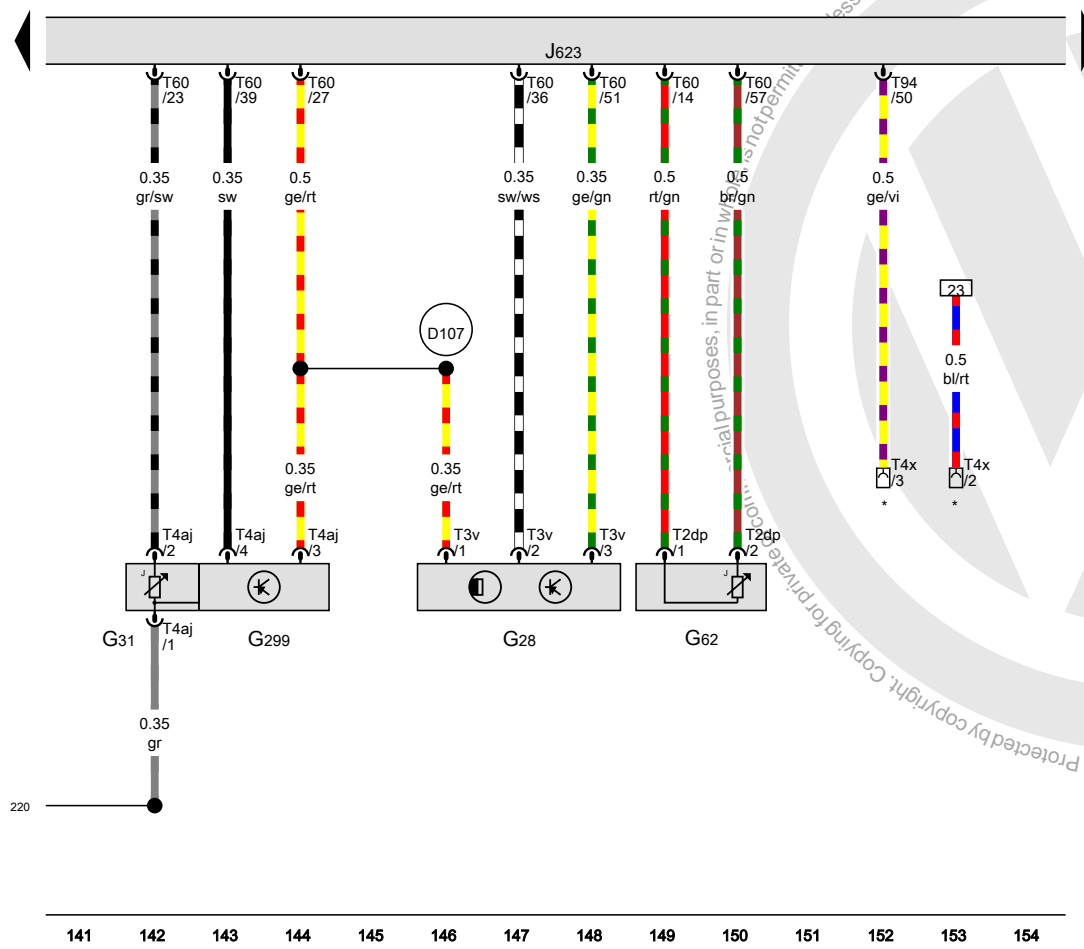 J623
T60 /23
T60 /39
T60 /27
T60 /36
T60 /51
T60 /14
T60 /57
T94 /50
0.35 gr/sw
0.35 sw
0.5 ge/rt
0.35 sw/ws
0.35 ge/gn
0.5 rt/gn
0.5 br/gn
0.5 ge/vi
23
D107
0.5 bl/rt
0.35 ge/rt
0.35 ge/rt
T4x /3
T4x /2
*
*
T4aj /2
T4aj /4
T4aj /3
T3v /1
T3v /2
T3v /3
T2dp /1
T2dp /2
J
J
G31
T4aj /1
G299
G28
G62
0.35 gr
220
141 142 143 144 145 146 147 148 149 150 151 152 153 154
Protected by copyright. Copying for private or commercial purposes, in part or in whole, is not permitted